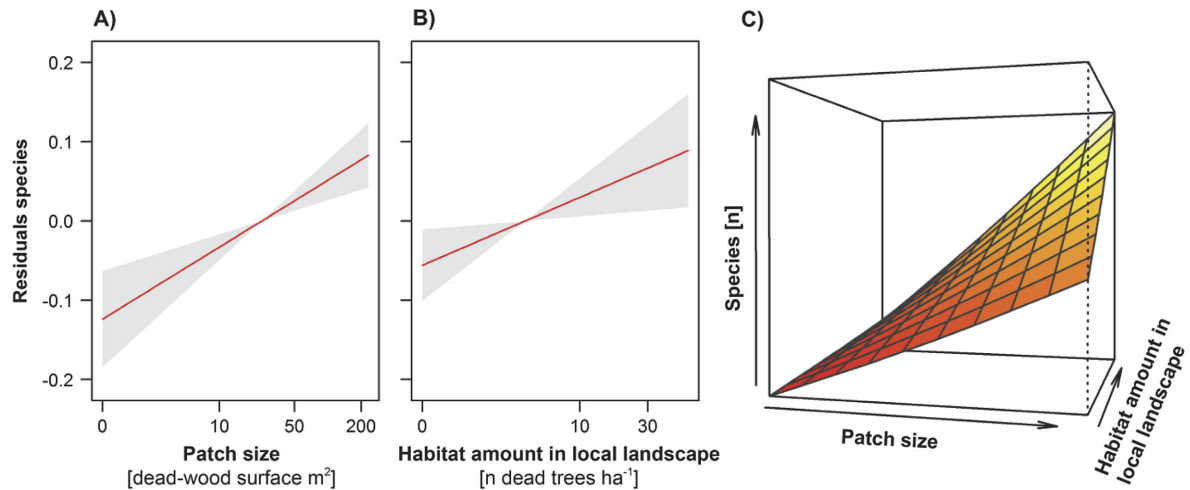 A)
Residuals species
0.2
0.1
0.0
-0.1
-0.2
0 10 50 200
Patch size
[dead-wood surface m²]
B)
0 10 30
Habitat amount in local landscape
[n dead trees ha⁻¹]
C)
Species [n]
Patch size
Habitat amount in
local landscape